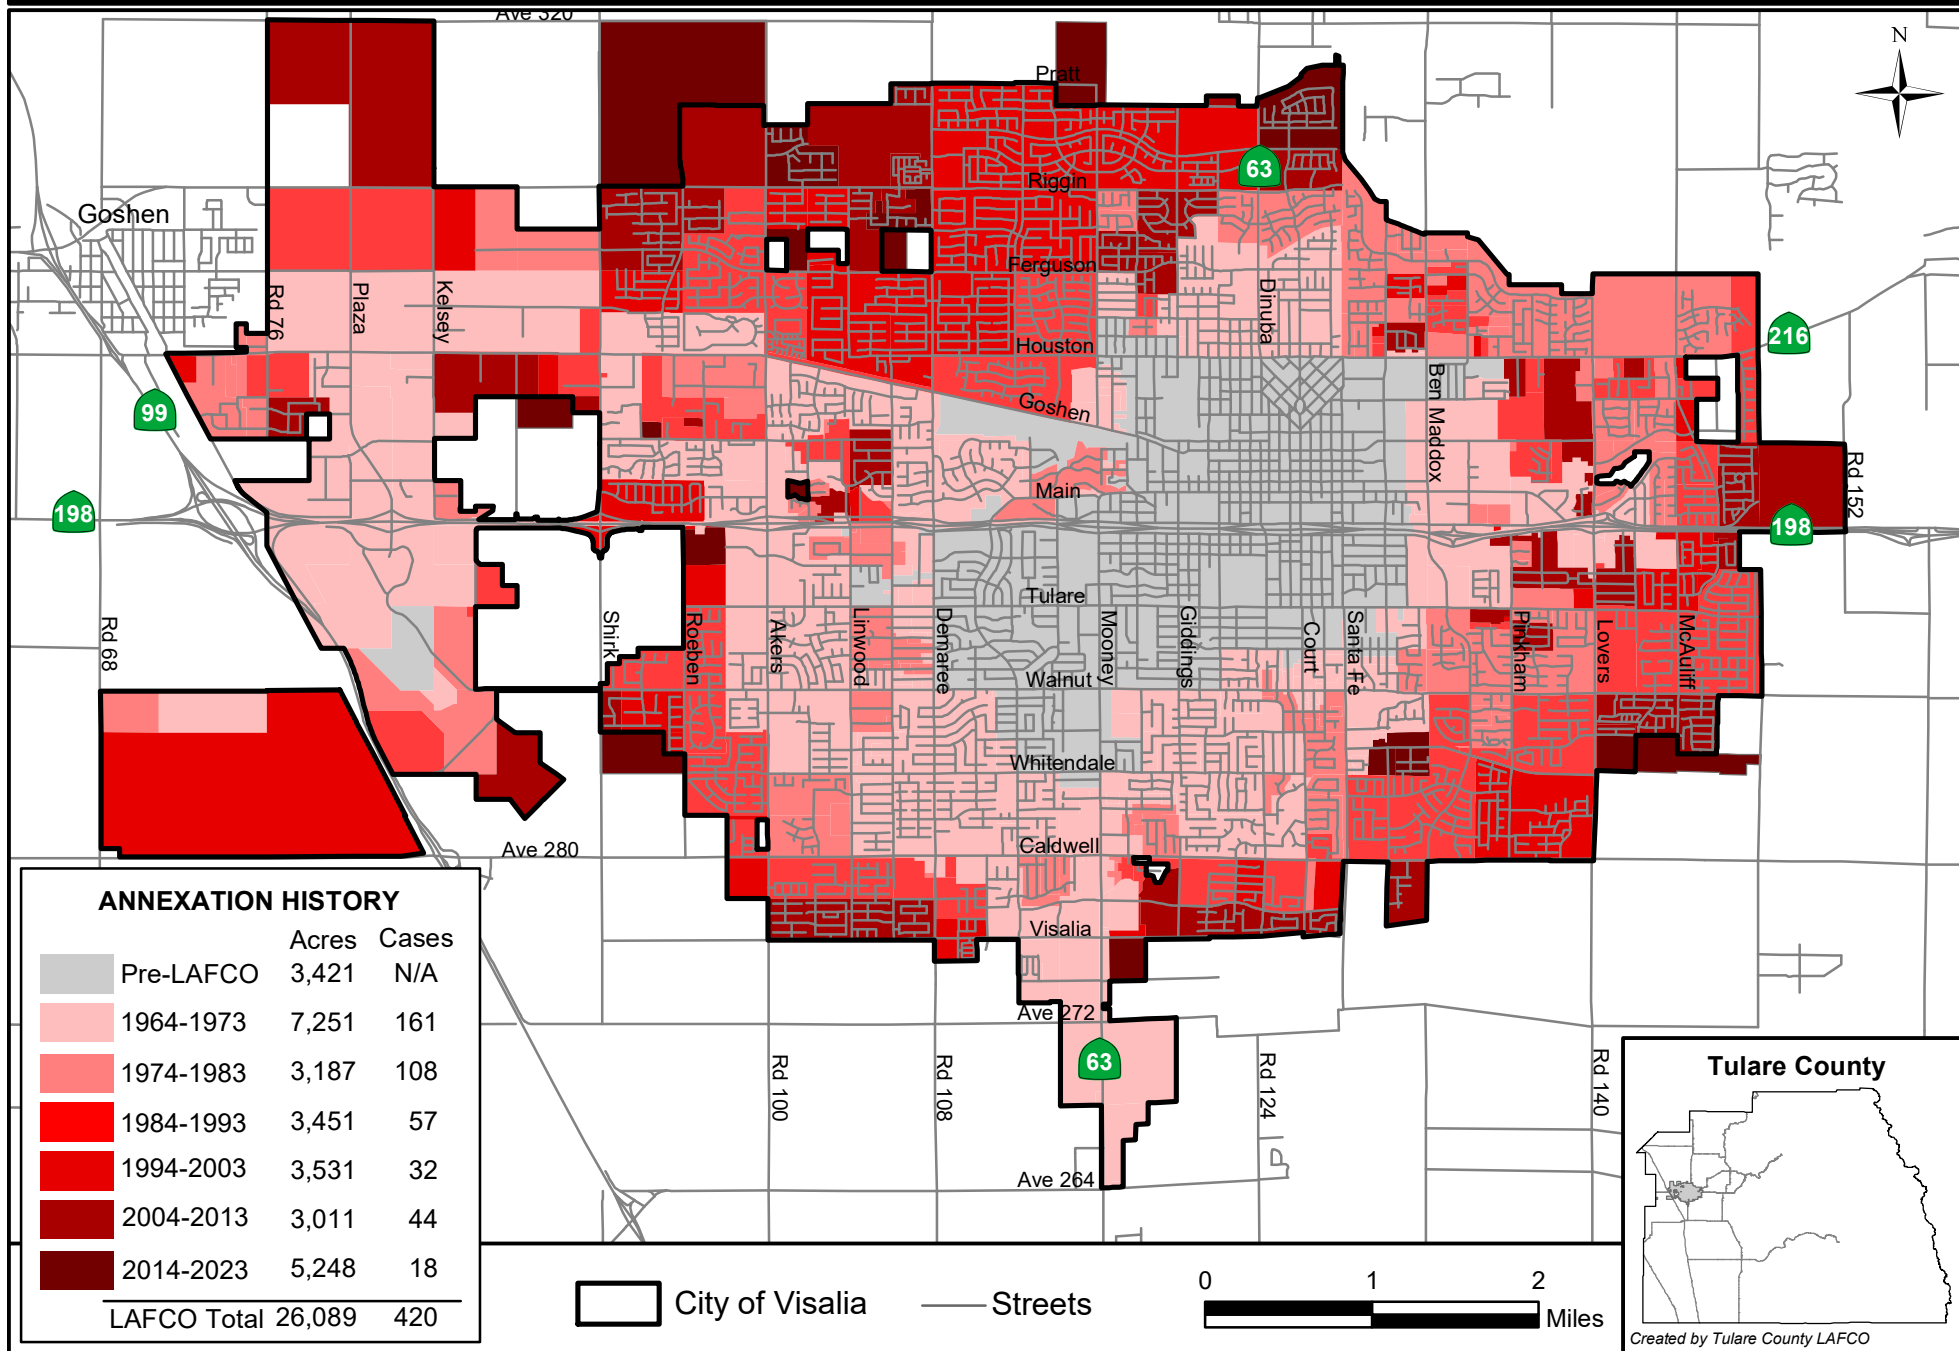 Ave 320
N
Pratt
63
Riggin
Goshen
Ferguson
Rd 76
Plaza
Kelsey
Dinuba
216
Houston
99
Goshen
Ben Maddox
Main
Rd 152
198
198
Tulare
Rd 68
Shirk
Roeben
Akers
Linwood
Demaree
Mooney
Giddings
Court
Santa Fe
Pinkham
Lovers
McAuliff
Walnut
Whitendale
Caldwell
Ave 280
Visalia
Ave 272
63
Rd 100
Rd 108
Rd 124
Rd 140
Ave 264
ANNEXATION HISTORY
Acres Cases
Pre-LAFCO 3,421 N/A
1964-1973 7,251 161
1974-1983 3,187 108
1984-1993 3,451 57
1994-2003 3,531 32
2004-2013 3,011 44
2014-2023 5,248 18
LAFCO Total 26,089 420
City of Visalia
Streets
0 1 2
Miles
Tulare County
Created by Tulare County LAFCO